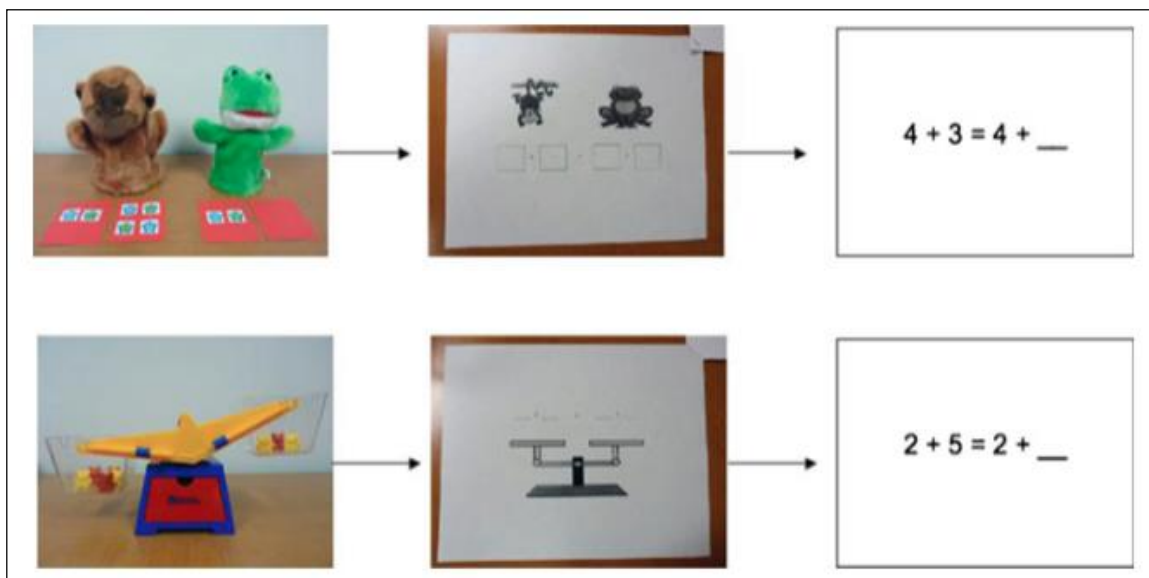 4 + 3 = 4 + __
2 + 5 = 2 + __